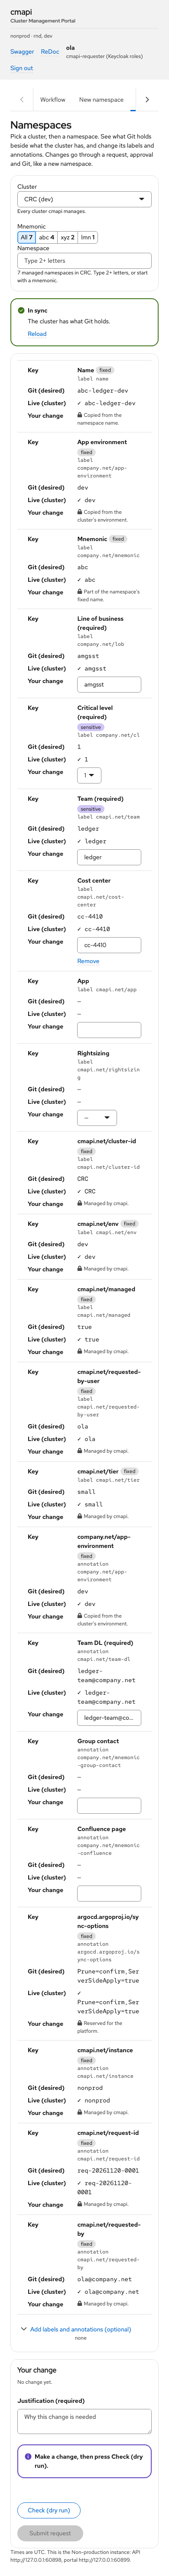 cmapi
Cluster Management Portal
nonprod · rnd, dev
Swagger ReDoc ola
cmapi-requester (Keycloak roles)
Sign out
Workflow New namespace
Namespaces
Pick a cluster, then a namespace. See what Git holds
beside what the cluster has, and change its labels and
annotations. Changes go through a request, approval
and Git, like a new namespace.
Cluster
CRC (dev)
Every cluster cmapi manages.
Mnemonic
All 7 abc 4 xyz 2 lmn 1
Namespace
Type 2+ letters
7 managed namespaces in CRC. Type 2+ letters, or start
with a mnemonic.
In sync
The cluster has what Git holds.
Reload
Key Name fixed
label name
Git (desired) abc-ledger-dev
Live (cluster) ✓ abc-ledger-dev
Your change Copied from the
namespace name.
Key App environment
fixed
label
company.net/app-
environment
Git (desired) dev
Live (cluster) ✓ dev
Your change Copied from the
cluster's environment.
Key Mnemonic fixed
label
company.net/mnemonic
Git (desired) abc
Live (cluster) ✓ abc
Your change Part of the namespace's
fixed name.
Key Line of business
(required)
label
company.net/lob
Git (desired) amgsst
Live (cluster) ✓ amgsst
Your change amgsst
Key Critical level
(required)
sensitive
label company.net/cl
Git (desired) 1
Live (cluster) ✓ 1
Your change 1
Key Team (required)
sensitive
label cmapi.net/team
Git (desired) ledger
Live (cluster) ✓ ledger
Your change ledger
Key Cost center
label
cmapi.net/cost-
center
Git (desired) cc-4410
Live (cluster) ✓ cc-4410
Your change cc-4410
Remove
Key App
label cmapi.net/app
Git (desired) —
Live (cluster) —
Your change
Key Rightsizing
label
cmapi.net/rightsizin
g
Git (desired) —
Live (cluster) —
Your change —
Key cmapi.net/cluster-id
fixed
label
cmapi.net/cluster-id
Git (desired) CRC
Live (cluster) ✓ CRC
Your change Managed by cmapi.
Key cmapi.net/env fixed
label cmapi.net/env
Git (desired) dev
Live (cluster) ✓ dev
Your change Managed by cmapi.
Key cmapi.net/managed
fixed
label
cmapi.net/managed
Git (desired) true
Live (cluster) ✓ true
Your change Managed by cmapi.
Key cmapi.net/requested-
by-user
fixed
label
cmapi.net/requested-
by-user
Git (desired) ola
Live (cluster) ✓ ola
Your change Managed by cmapi.
Key cmapi.net/tier fixed
label cmapi.net/tier
Git (desired) small
Live (cluster) ✓ small
Your change Managed by cmapi.
Key company.net/app-
environment
fixed
annotation
company.net/app-
environment
Git (desired) dev
Live (cluster) ✓ dev
Your change Copied from the
cluster's environment.
Key Team DL (required)
annotation
cmapi.net/team-dl
Git (desired) ledger-
team@company.net
Live (cluster) ✓ ledger-
team@company.net
Your change ledger-team@co...
Key Group contact
annotation
company.net/mnemonic
-group-contact
Git (desired) —
Live (cluster) —
Your change
Key Confluence page
annotation
company.net/mnemonic
-confluence
Git (desired) —
Live (cluster) —
Your change
Key argocd.argoproj.io/sy
nc-options
fixed
annotation
argocd.argoproj.io/s
ync-options
Git (desired) Prune=confirm,Ser
verSideApply=true
Live (cluster) ✓
Prune=confirm,Ser
verSideApply=true
Your change Reserved for the
platform.
Key cmapi.net/instance
fixed
annotation
cmapi.net/instance
Git (desired) nonprod
Live (cluster) ✓ nonprod
Your change Managed by cmapi.
Key cmapi.net/request-id
fixed
annotation
cmapi.net/request-id
Git (desired) req-20261120-0001
Live (cluster) ✓ req-20261120-
0001
Your change Managed by cmapi.
Key cmapi.net/requested-
by
fixed
annotation
cmapi.net/requested-
by
Git (desired) ola@company.net
Live (cluster) ✓ ola@company.net
Your change Managed by cmapi.
Add labels and annotations (optional)
none
Your change
No change yet.
Justification (required)
Why this change is needed
Make a change, then press Check (dry
run).
Check (dry run)
Submit request
Times are UTC. This is the Non-production instance: API
http://127.0.0.1:60898, portal http://127.0.0.1:60899.